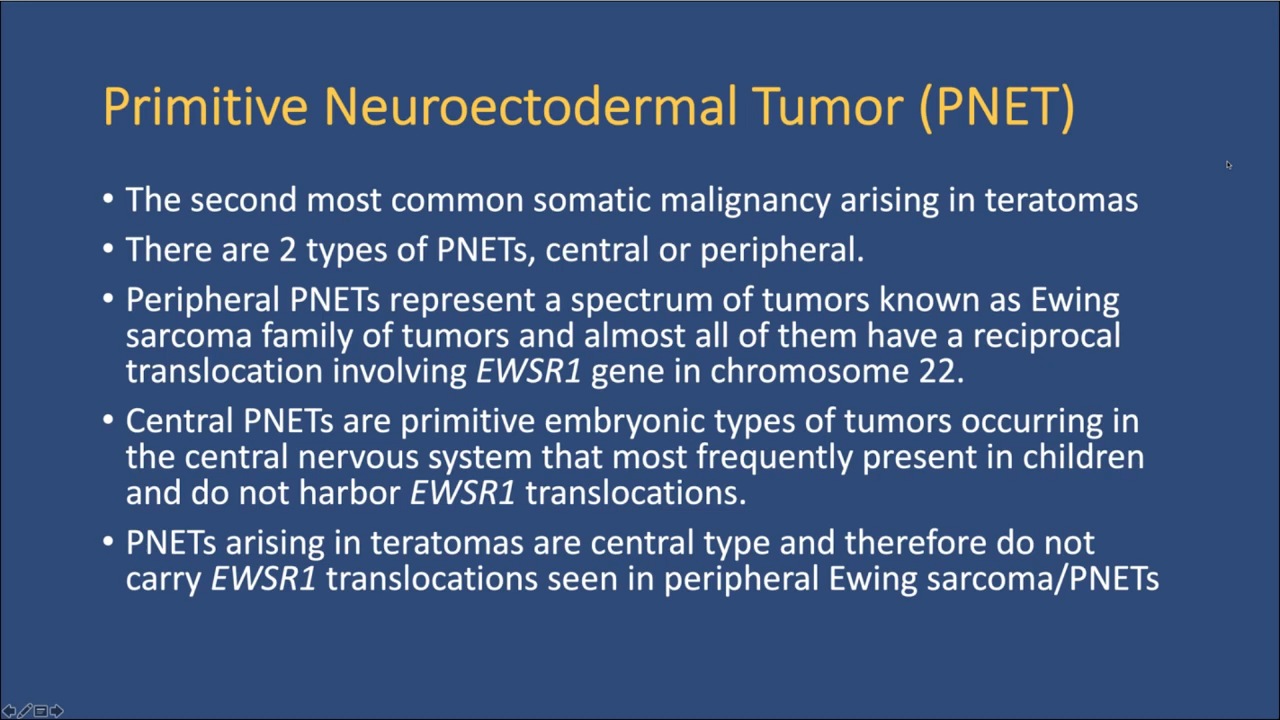 Primitive Neuroectodermal Tumor (PNET)
• The second most common somatic malignancy arising in teratomas
• There are 2 types of PNETs, central or peripheral.
• Peripheral PNETs represent a spectrum of tumors known as Ewing
sarcoma family of tumors and almost all of them have a reciprocal
translocation involving EWSR1 gene in chromosome 22.
• Central PNETs are primitive embryonic types of tumors occurring in
the central nervous system that most frequently present in children
and do not harbor EWSR1 translocations.
• PNETs arising in teratomas are central type and therefore do not
carry EWSR1 translocations seen in peripheral Ewing sarcoma/PNETs